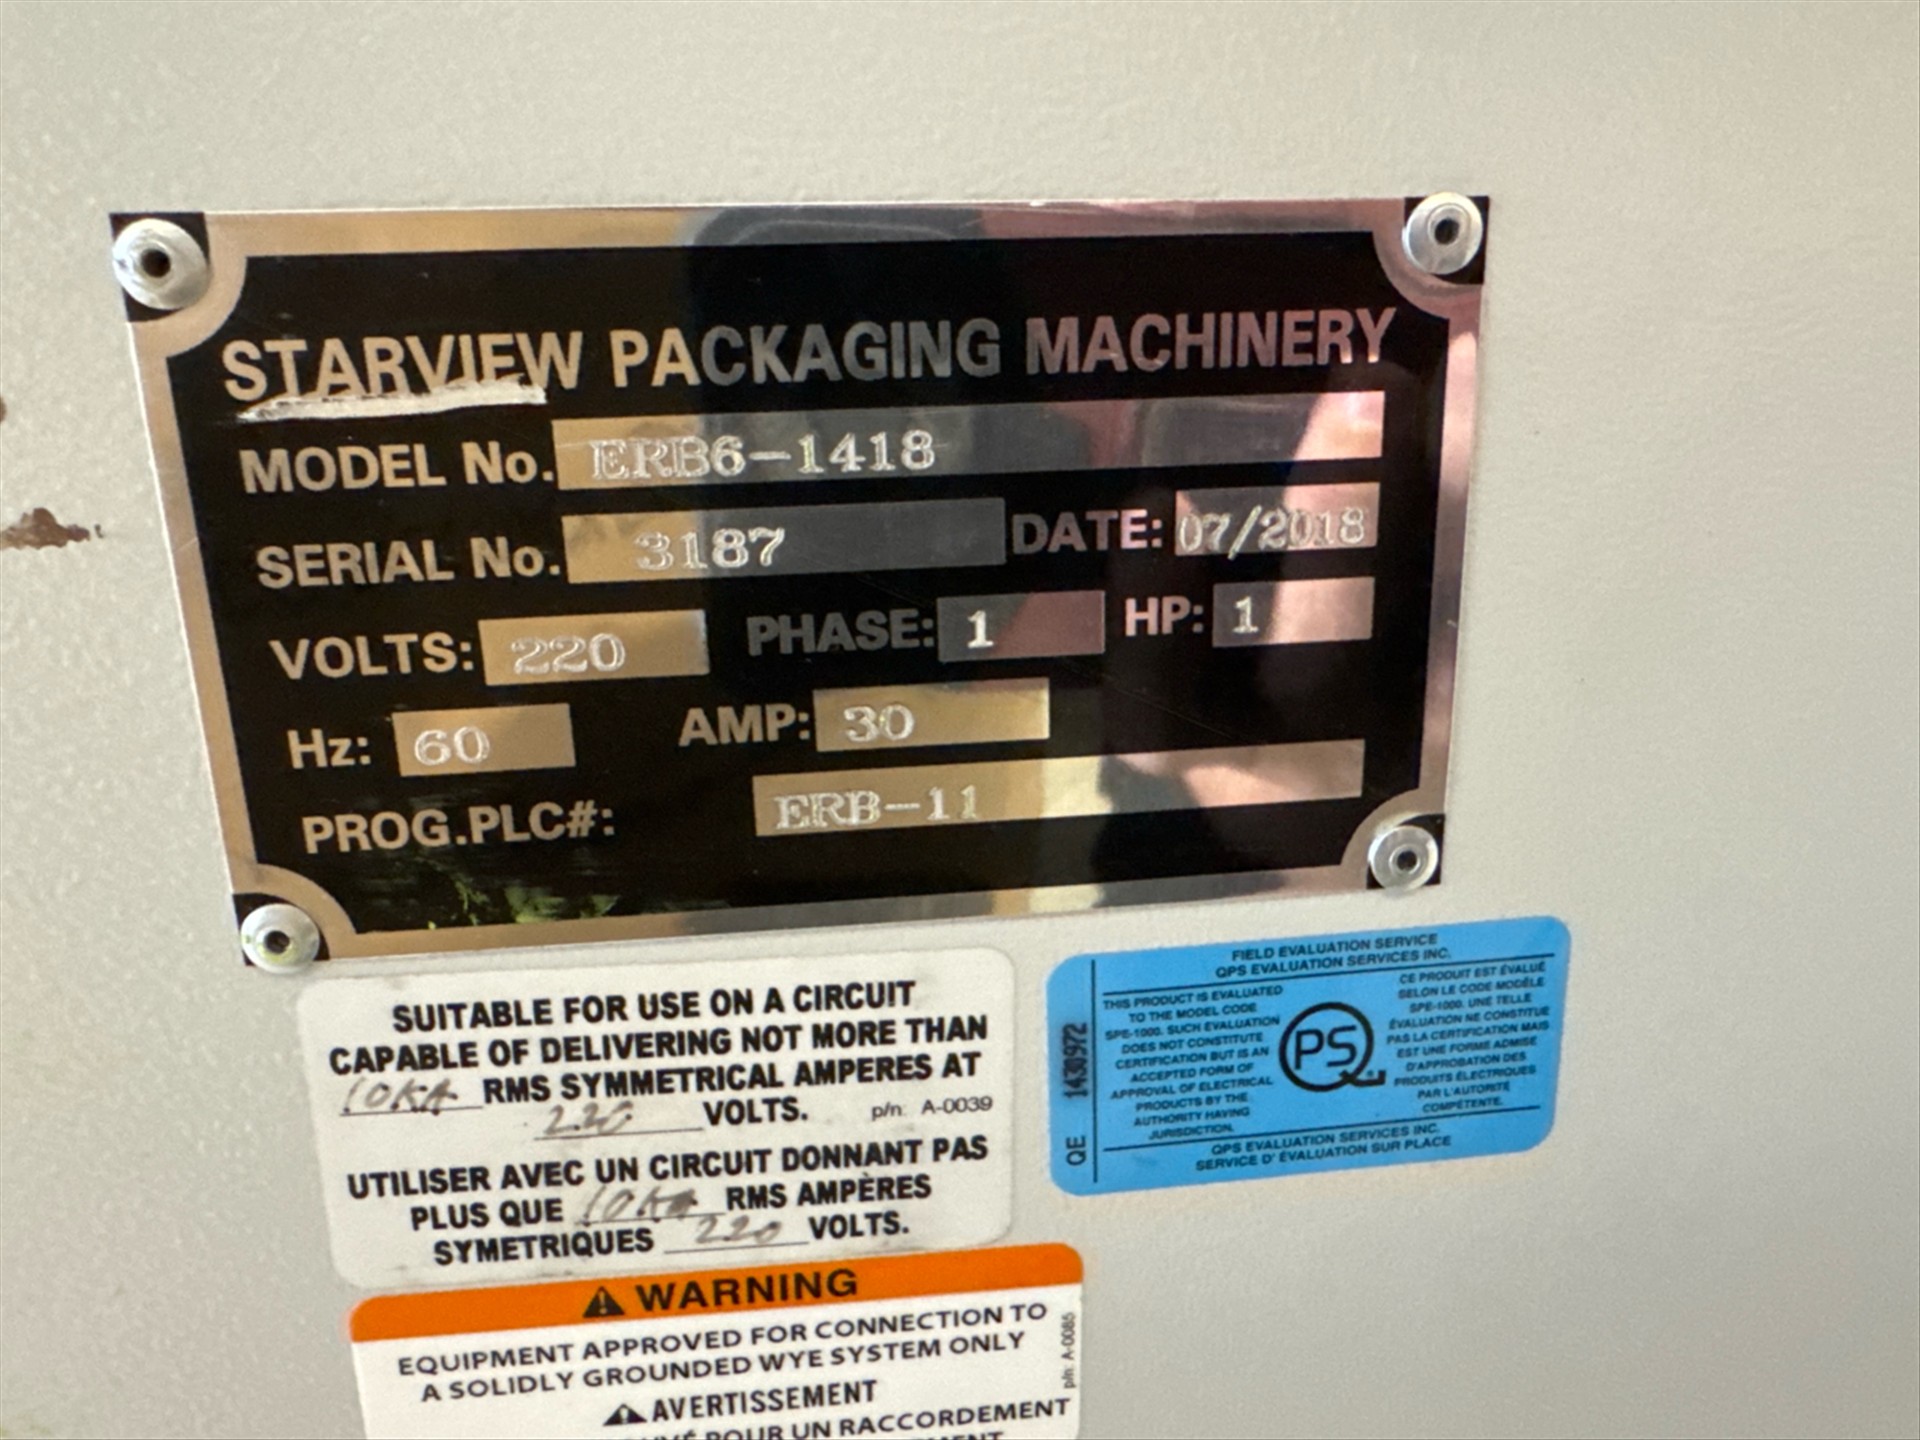 STARVIEW PACKAGING MACHINERY
MODEL No. ERB6-1418
SERIAL No. 3187 DATE: 07/2018
VOLTS: 220 PHASE: 1 HP: 1
Hz: 60 AMP: 30
PROG.PLC#: ERB-11
SUITABLE FOR USE ON A CIRCUIT
CAPABLE OF DELIVERING NOT MORE THAN
10KA RMS SYMMETRICAL AMPERES AT
220 VOLTS. p/n: A-0039
UTILISER AVEC UN CIRCUIT DONNANT PAS
PLUS QUE 10KA RMS AMPÈRES
SYMETRIQUES 220 VOLTS.
FIELD EVALUATION SERVICE
QPS EVALUATION SERVICES INC.
QE 1430972
THIS PRODUCT IS EVALUATED
TO THE MODEL CODE
SPE-1000. SUCH EVALUATION
DOES NOT CONSTITUTE
CERTIFICATION BUT IS AN
ACCEPTED FORM OF
APPROVAL OF ELECTRICAL
PRODUCTS BY THE
AUTHORITY HAVING
JURISDICTION.
QPS
CE PRODUIT EST ÉVALUÉ
SELON LE CODE MODÈLE
SPE-1000. UNE TELLE
ÉVALUATION NE CONSTITUE
PAS LA CERTIFICATION MAIS
EST UNE FORME ADMISE
D'APPROBATION DES
PRODUITS ÉLECTRIQUES
PAR L'AUTORITÉ
COMPÉTENTE.
QPS EVALUATION SERVICES INC.
SERVICE D' ÉVALUATION SUR PLACE
WARNING
EQUIPMENT APPROVED FOR CONNECTION TO
A SOLIDLY GROUNDED WYE SYSTEM ONLY
p/n: A-0085
AVERTISSEMENT
POUR UN RACCORDEMENT